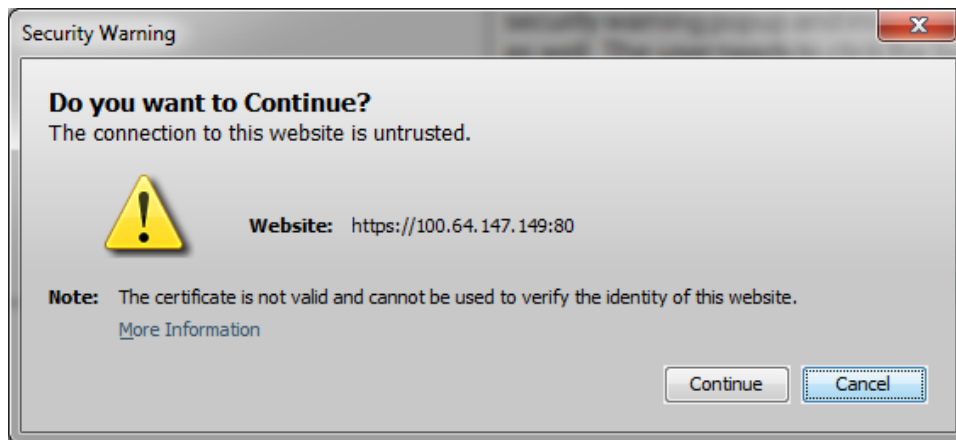 Security Warning
Do you want to Continue?
The connection to this website is untrusted.
Website: https://100.64.147.149:80
Note: The certificate is not valid and cannot be used to verify the identity of this website.
More Information
Continue Cancel